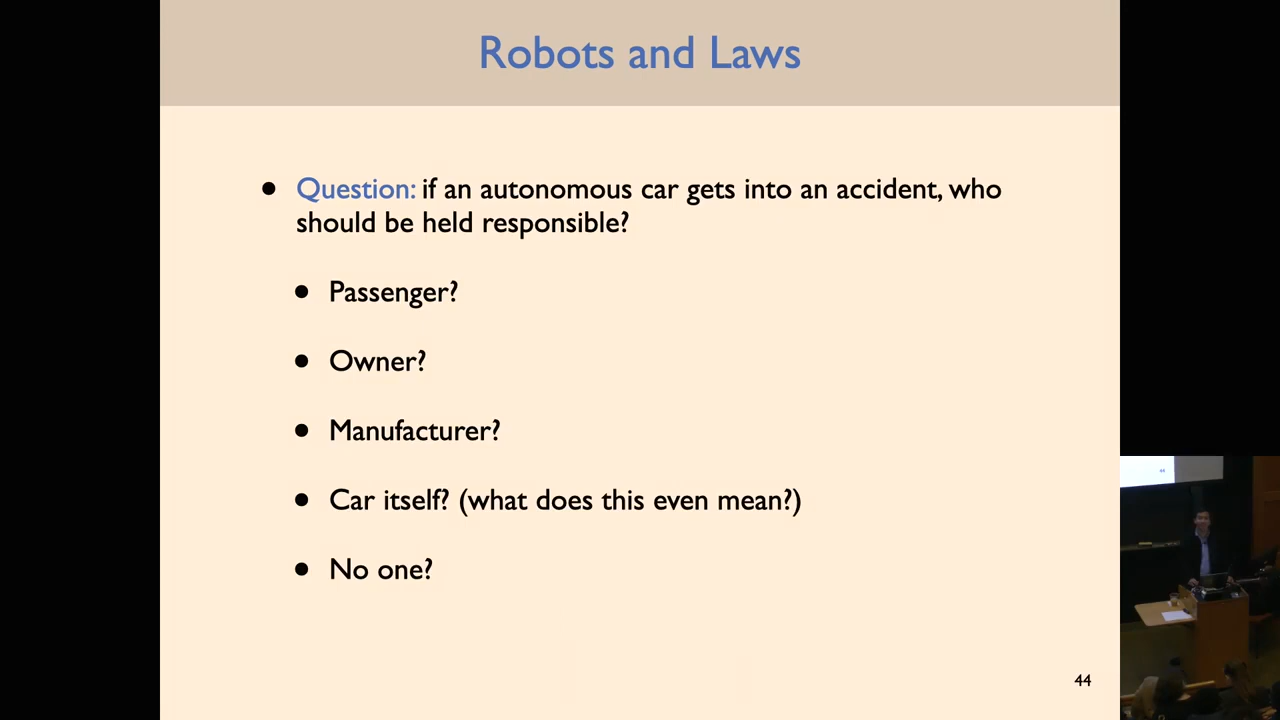 Robots and Laws
• Question: if an autonomous car gets into an accident, who
should be held responsible?
• Passenger?
• Owner?
• Manufacturer?
• Car itself? (what does this even mean?)
• No one?
44